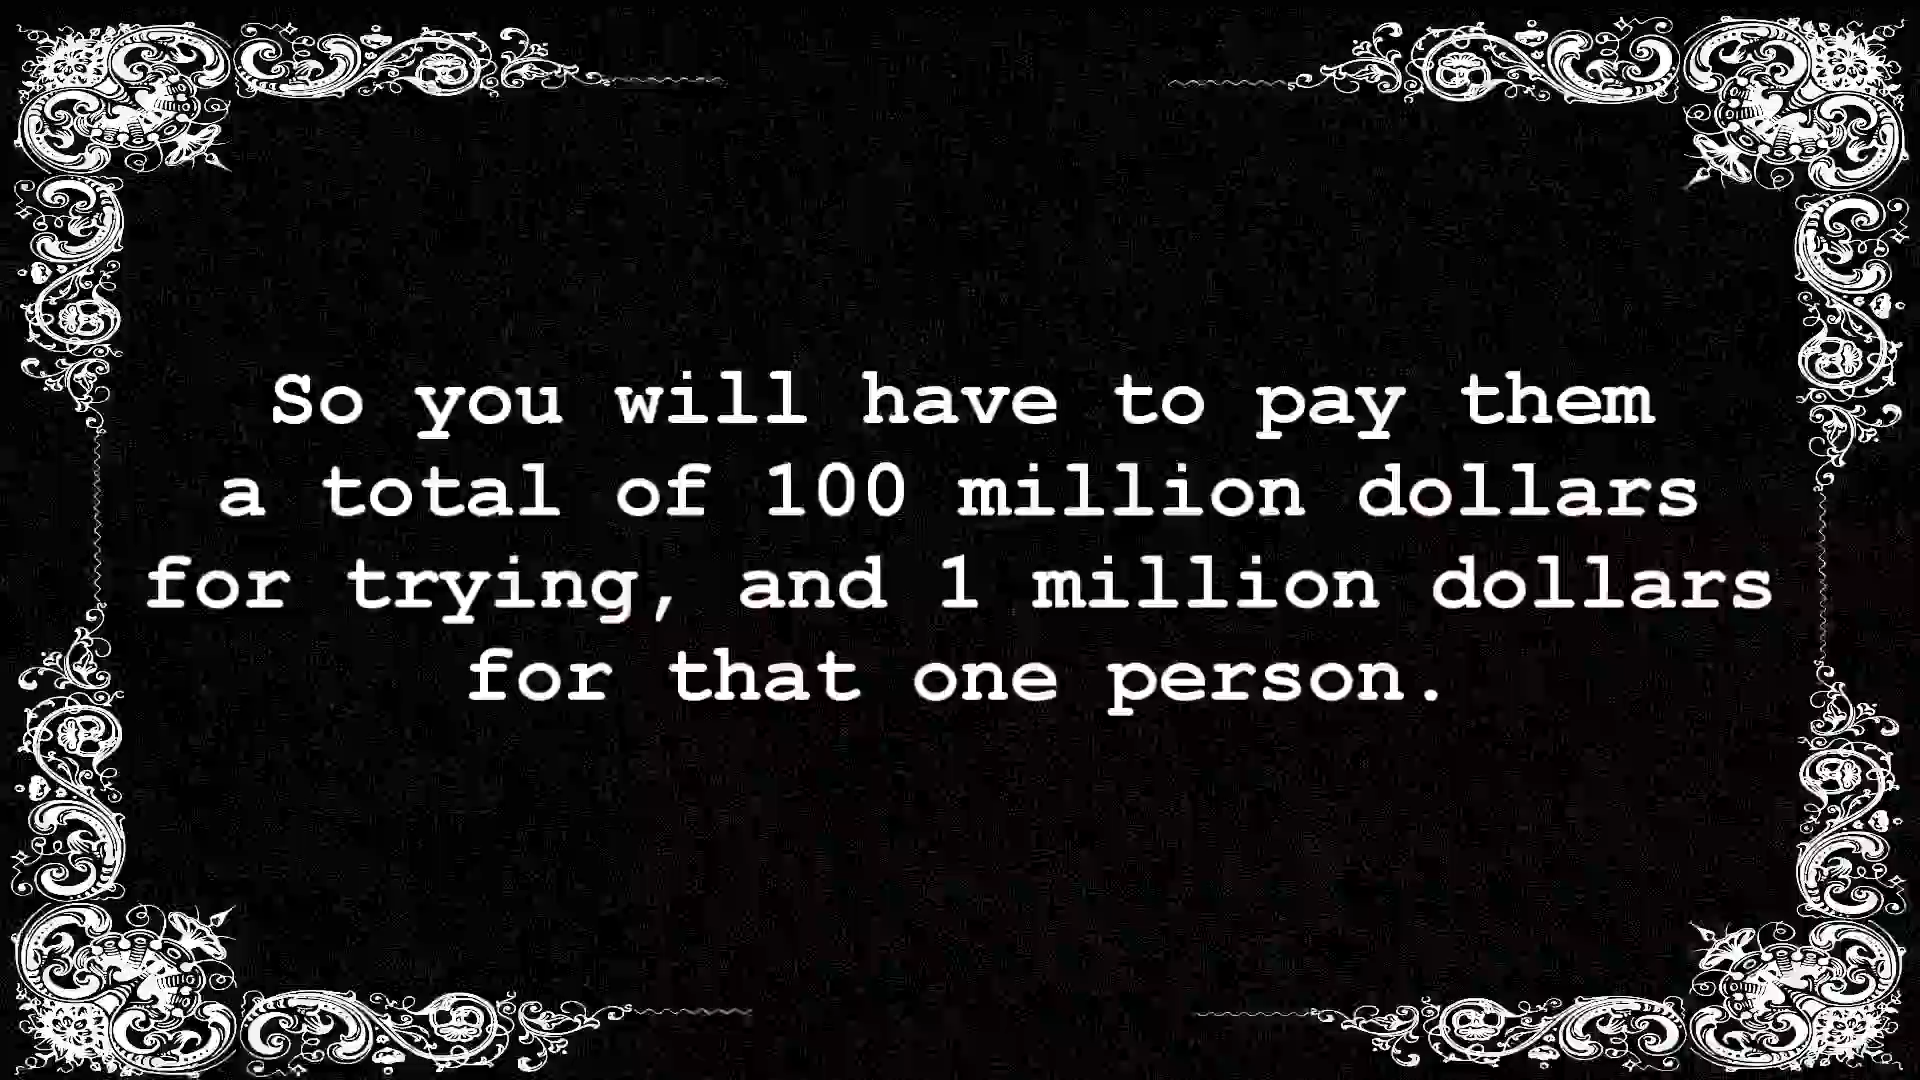 So you will have to pay them
a total of 100 million dollars
for trying, and 1 million dollars
for that one person.